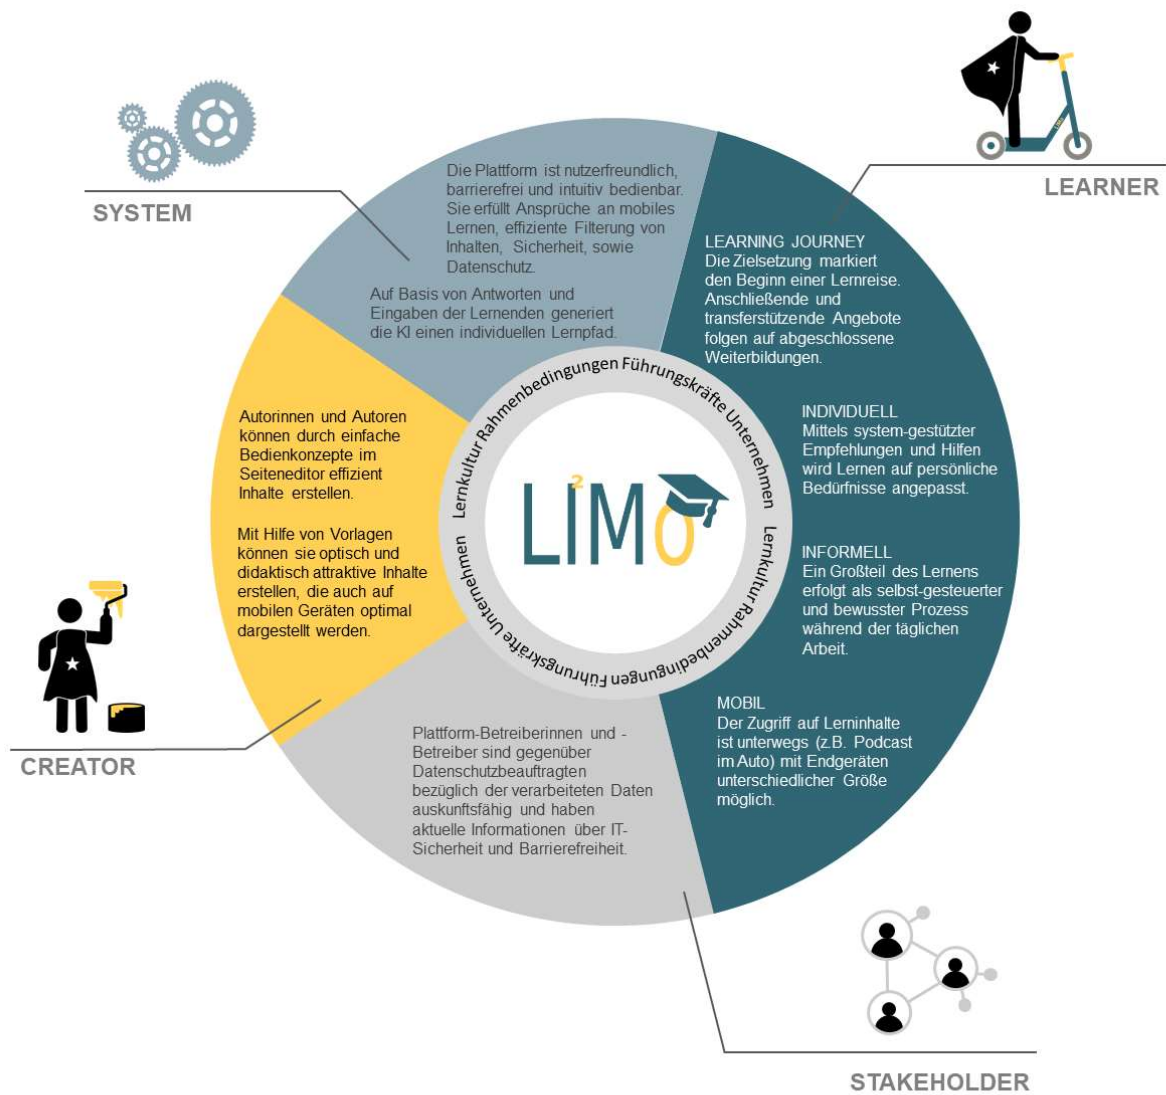 SYSTEM
Die Plattform ist nutzerfreundlich,
barrierefrei und intuitiv bedienbar.
Sie erfüllt Ansprüche an mobiles
Lernen, effiziente Filterung von
Inhalten, Sicherheit, sowie
Datenschutz.
Auf Basis von Antworten und
Eingaben der Lernenden generiert
die KI einen individuellen Lernpfad.
LEARNER
LIMO
LEARNING JOURNEY
Die Zielsetzung markiert
den Beginn einer Lernreise.
Anschließende und
transferstützende Angebote
folgen auf abgeschlossene
Weiterbildungen.
INDIVIDUELL
Mittels system-gestützter
Empfehlungen und Hilfen
wird Lernen auf persönliche
Bedürfnisse angepasst.
INFORMELL
Ein Großteil des Lernens
erfolgt als selbst-gesteuerter
und bewusster Prozess
während der täglichen
Arbeit.
MOBIL
Der Zugriff auf Lerninhalte
ist unterwegs (z.B. Podcast
im Auto) mit Endgeräten
unterschiedlicher Größe
möglich.
Lernkultur Rahmenbedingungen Führungskräfte Unternehmen
Lernkultur Rahmenbedingungen Führungskräfte Unternehmen
LI²Mo
Autorinnen und Autoren
können durch einfache
Bedienkonzepte im
Seiteneditor effizient
Inhalte erstellen.
Mit Hilfe von Vorlagen
können sie optisch und
didaktisch attraktive Inhalte
erstellen, die auch auf
mobilen Geräten optimal
dargestellt werden.
CREATOR
Plattform-Betreiberinnen und -
Betreiber sind gegenüber
Datenschutzbeauftragten
bezüglich der verarbeiteten Daten
auskunftsfähig und haben
aktuelle Informationen über IT-
Sicherheit und Barrierefreiheit.
STAKEHOLDER